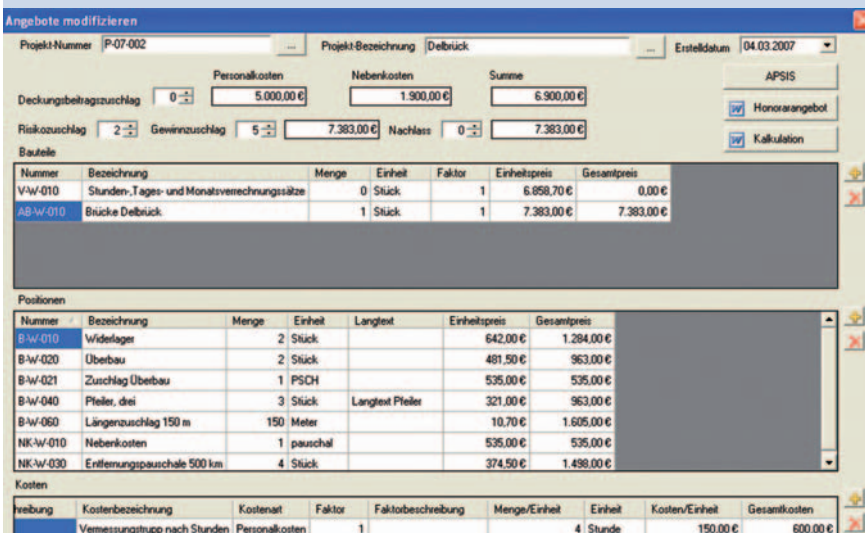 Angebote modifizieren
Projekt-Nummer P-07-002 ... Projekt-Bezeichnung Delbrück ... Erstelldatum 04.03.2007
Personalkosten Nebenkosten Summe APSIS
Deckungsbeitragszuschlag 0 5.000,00 € 1.900,00 € 6.900,00 €
Honorarangebot
Risikozuschlag 2 Gewinnzuschlag 5 7.383,00 € Nachlass 0 7.383,00 €
Kalkulation
Bauteile
Nummer Bezeichnung Menge Einheit Faktor Einheitspreis Gesamtpreis
V-W-010 Stunden-,Tages- und Monatsverrechnungssätze 0 Stück 1 6.858,70 € 0,00 €
AB-W-010 Brücke Delbrück 1 Stück 1 7.383,00 € 7.383,00 €
Positionen
Nummer Bezeichnung Menge Einheit Langtext Einheitspreis Gesamtpreis
B-W-010 Widerlager 2 Stück 642,00 € 1.284,00 €
B-W-020 Überbau 2 Stück 481,50 € 963,00 €
B-W-021 Zuschlag Überbau 1 PSCH 535,00 € 535,00 €
B-W-040 Pfeiler, drei 3 Stück Langtext Pfeiler 321,00 € 963,00 €
B-W-060 Längenzuschlag 150 m 150 Meter 10,70 € 1.605,00 €
NK-W-010 Nebenkosten 1 pauschal 535,00 € 535,00 €
NK-W-030 Entfernungspauschale 500 km 4 Stück 374,50 € 1.498,00 €
Kosten
hreibung Kostenbezeichnung Kostenart Faktor Faktorbeschreibung Menge/Einheit Einheit Kosten/Einheit Gesamtkosten
Vermessungstrupp nach Stunden Personalkosten 1 4 Stunde 150,00 € 600,00 €